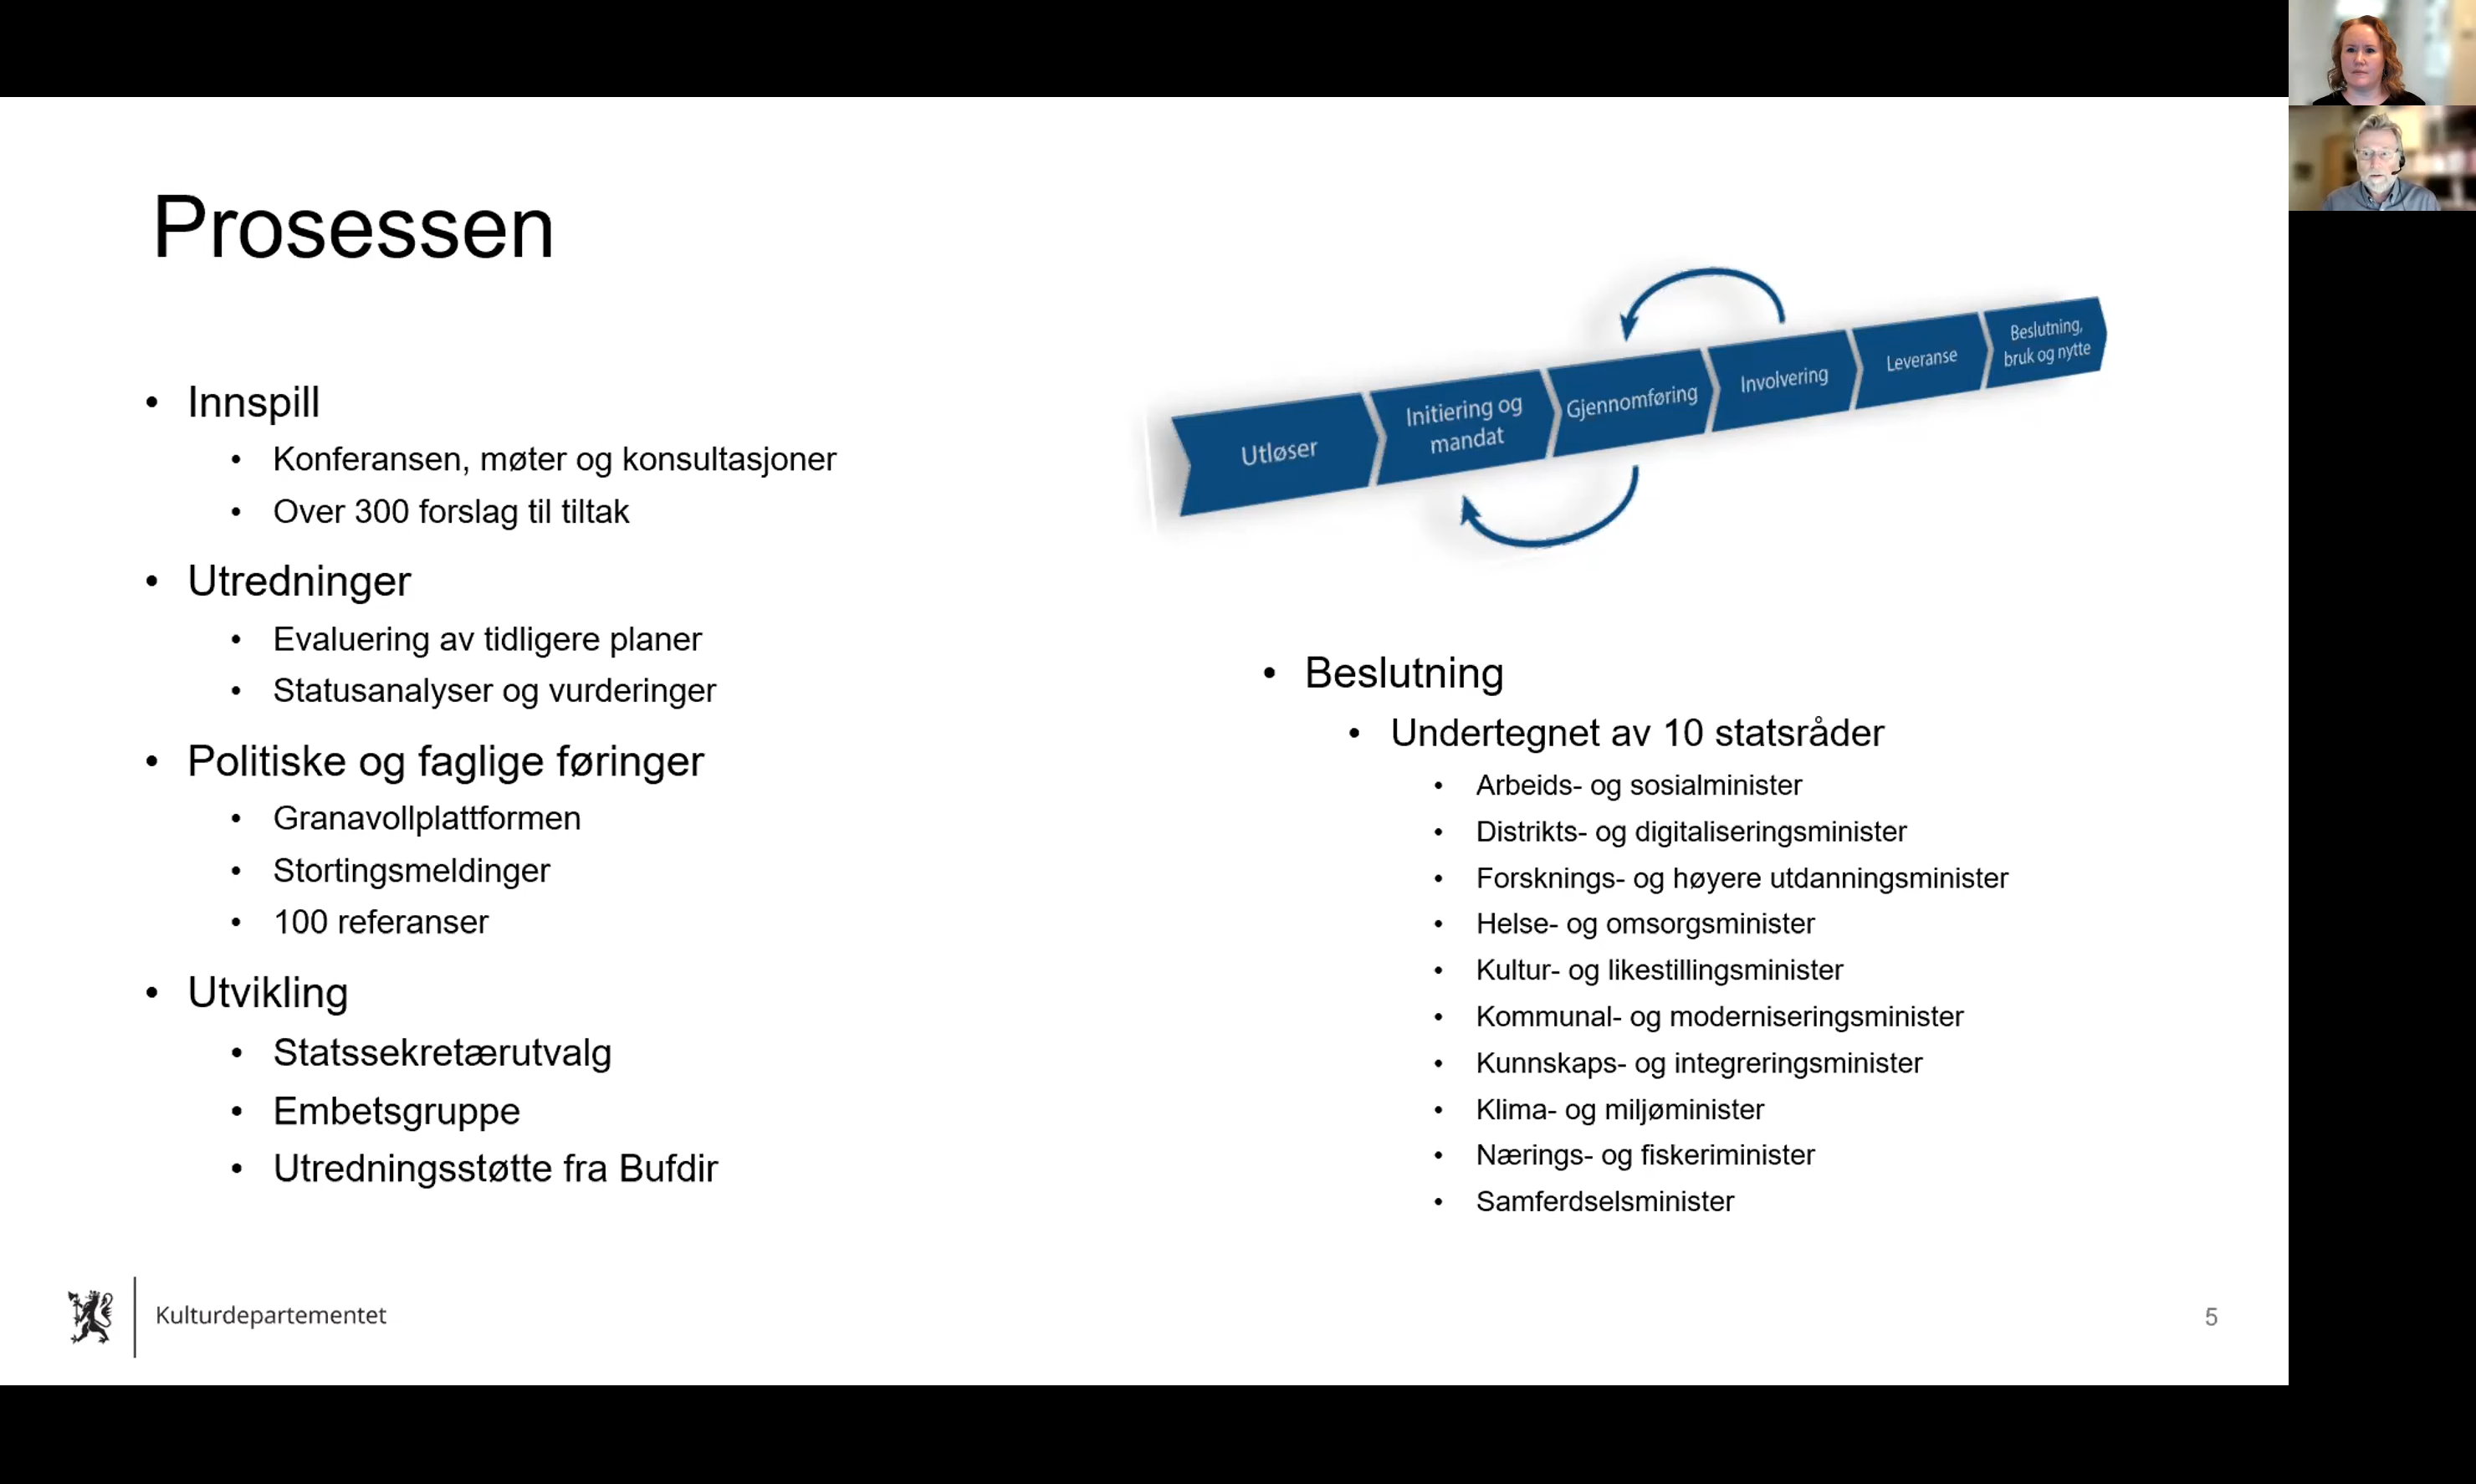 Prosessen
• Innspill
• Konferansen, møter og konsultasjoner
• Over 300 forslag til tiltak
• Utredninger
• Evaluering av tidligere planer
• Statusanalyser og vurderinger
• Politiske og faglige føringer
• Granavollplattformen
• Stortingsmeldinger
• 100 referanser
• Utvikling
• Statssekretærutvalg
• Embetsgruppe
• Utredningsstøtte fra Bufdir
Utløser
Initiering og
mandat
Gjennomføring
Involvering
Leveranse
Beslutning,
bruk og nytte
• Beslutning
• Undertegnet av 10 statsråder
• Arbeids- og sosialminister
• Distrikts- og digitaliseringsminister
• Forsknings- og høyere utdanningsminister
• Helse- og omsorgsminister
• Kultur- og likestillingsminister
• Kommunal- og moderniseringsminister
• Kunnskaps- og integreringsminister
• Klima- og miljøminister
• Nærings- og fiskeriminister
• Samferdselsminister
Kulturdepartementet
5